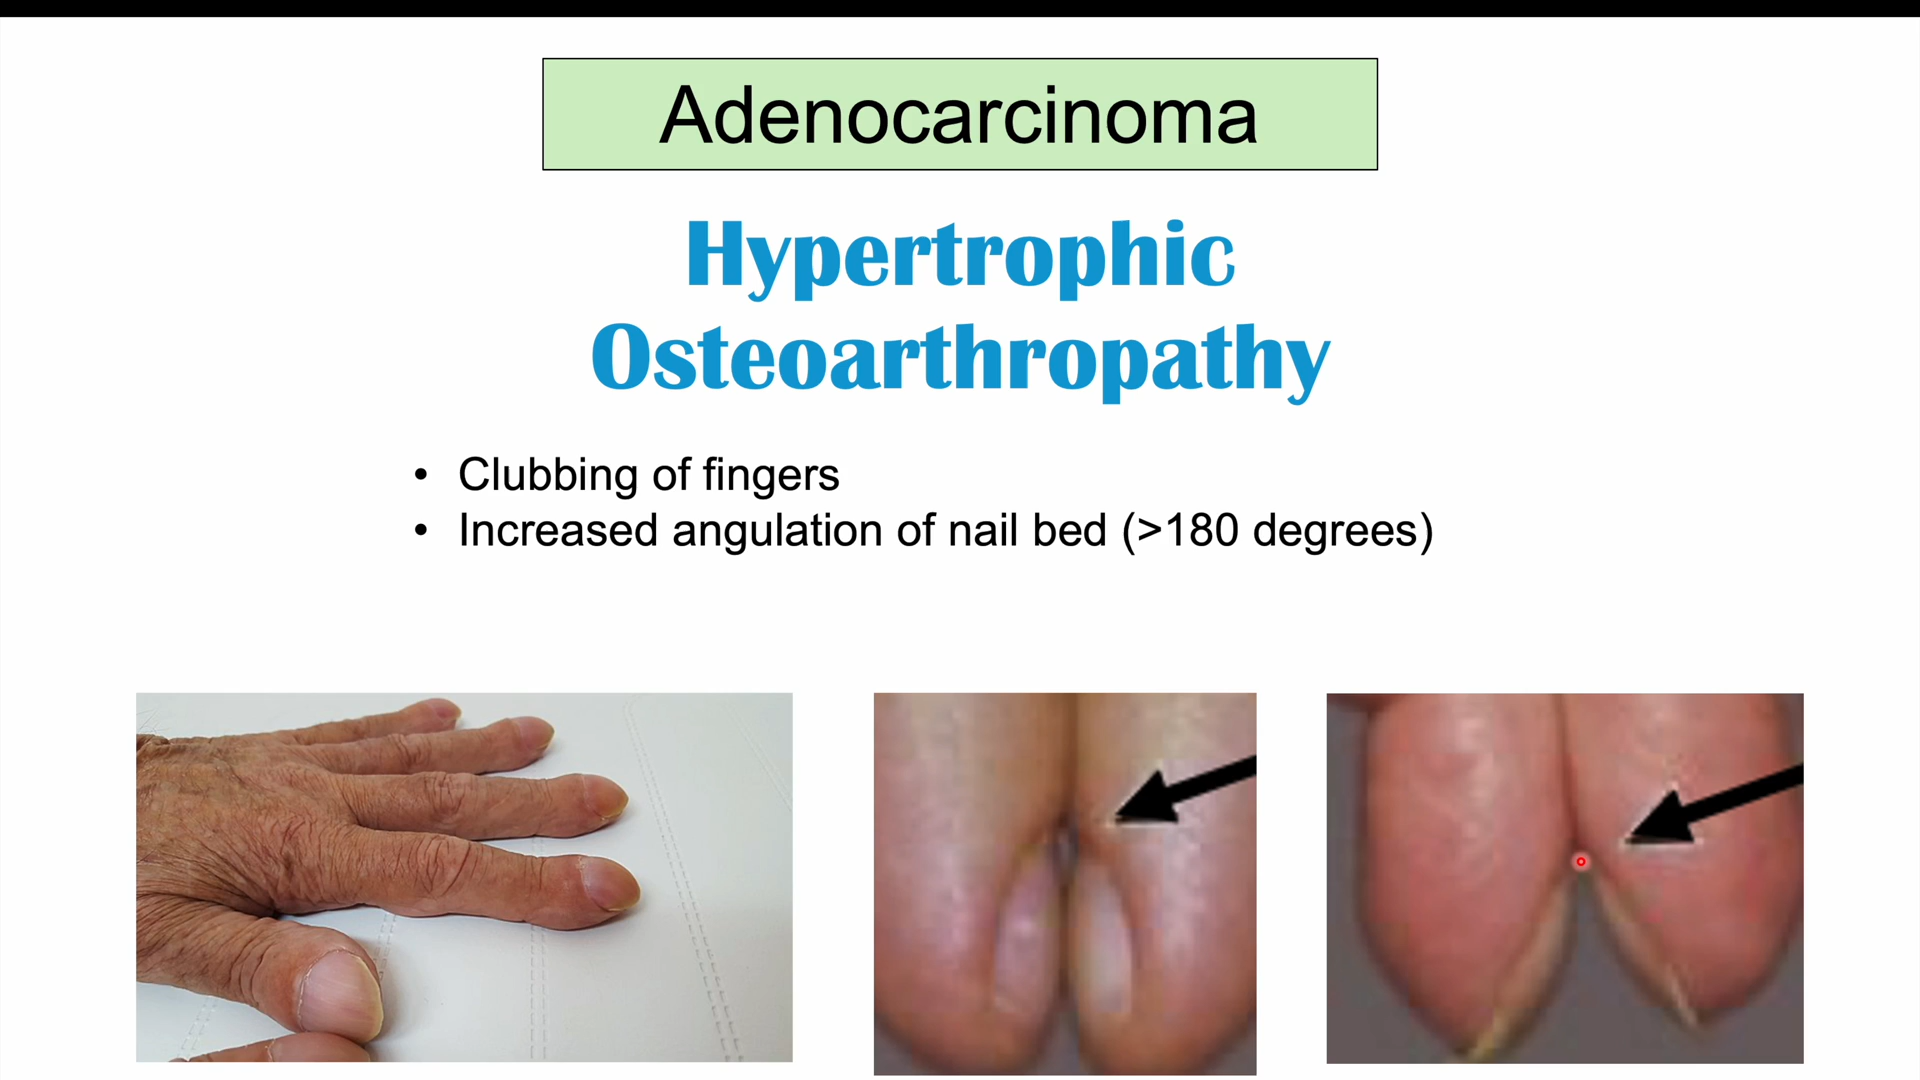 Adenocarcinoma
Hypertrophic
Osteoarthropathy
• Clubbing of fingers
• Increased angulation of nail bed (>180 degrees)